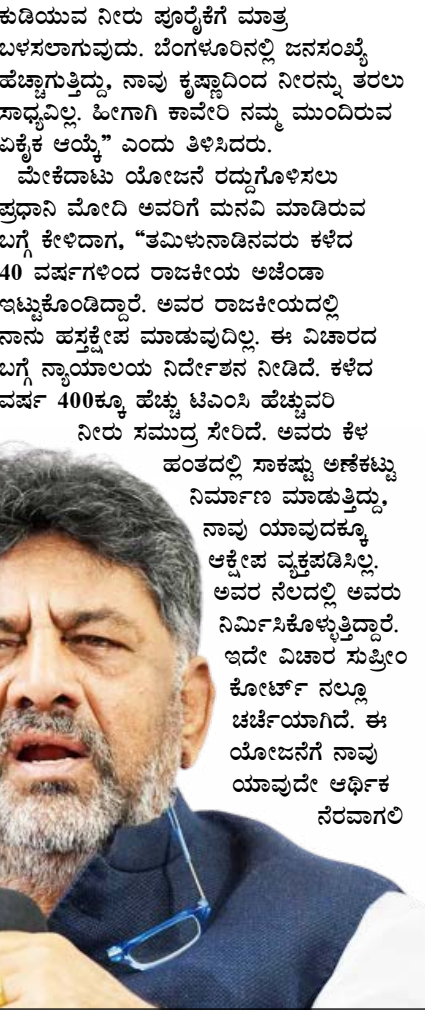 ಕುಡಿಯುವ ನೀರು ಪೂರೈಕೆಗೆ ಮಾತ್ರ
ಬಳಸಲಾಗುವುದು. ಬೆಂಗಳೂರಿನಲ್ಲಿ ಜನಸಂಖ್ಯೆ
ಹೆಚ್ಚಾಗುತ್ತಿದ್ದು, ನಾವು ಕೃಷ್ಣಾದಿಂದ ನೀರನ್ನು ತರಲು
ಸಾಧ್ಯವಿಲ್ಲ. ಹೀಗಾಗಿ ಕಾವೇರಿ ನಮ್ಮ ಮುಂದಿರುವ
ಏಕೈಕ ಆಯ್ಕೆ” ಎಂದು ತಿಳಿಸಿದರು.
ಮೇಕೆದಾಟು ಯೋಜನೆ ರದ್ದುಗೊಳಿಸಲು
ಪ್ರಧಾನಿ ಮೋದಿ ಅವರಿಗೆ ಮನವಿ ಮಾಡಿರುವ
ಬಗ್ಗೆ ಕೇಳಿದಾಗ, “ತಮಿಳುನಾಡಿನವರು ಕಳೆದ
40 ವರ್ಷಗಳಿಂದ ರಾಜಕೀಯ ಅಜೆಂಡಾ
ಇಟ್ಟುಕೊಂಡಿದ್ದಾರೆ. ಅವರ ರಾಜಕೀಯದಲ್ಲಿ
ನಾನು ಹಸ್ತಕ್ಷೇಪ ಮಾಡುವುದಿಲ್ಲ. ಈ ವಿಚಾರದ
ಬಗ್ಗೆ ನ್ಯಾಯಾಲಯ ನಿರ್ದೇಶನ ನೀಡಿದೆ. ಕಳೆದ
ವರ್ಷ 400ಕ್ಕೂ ಹೆಚ್ಚು ಟಿಎಂಸಿ ಹೆಚ್ಚುವರಿ
ನೀರು ಸಮುದ್ರ ಸೇರಿದೆ. ಅವರು ಕೆಳ
ಹಂತದಲ್ಲಿ ಸಾಕಷ್ಟು ಅಣೆಕಟ್ಟು
ನಿರ್ಮಾಣ ಮಾಡುತ್ತಿದ್ದು,
ನಾವು ಯಾವುದಕ್ಕೂ
ಆಕ್ಷೇಪ ವ್ಯಕ್ತಪಡಿಸಿಲ್ಲ.
ಅವರ ನೆಲದಲ್ಲಿ ಅವರು
ನಿರ್ಮಿಸಿಕೊಳ್ಳುತ್ತಿದ್ದಾರೆ.
ಇದೇ ವಿಚಾರ ಸುಪ್ರೀಂ
ಕೋರ್ಟ್ ನಲ್ಲೂ
ಚರ್ಚೆಯಾಗಿದೆ. ಈ
ಯೋಜನೆಗೆ ನಾವು
ಯಾವುದೇ ಆರ್ಥಿಕ
ನೆರವಾಗಲಿ